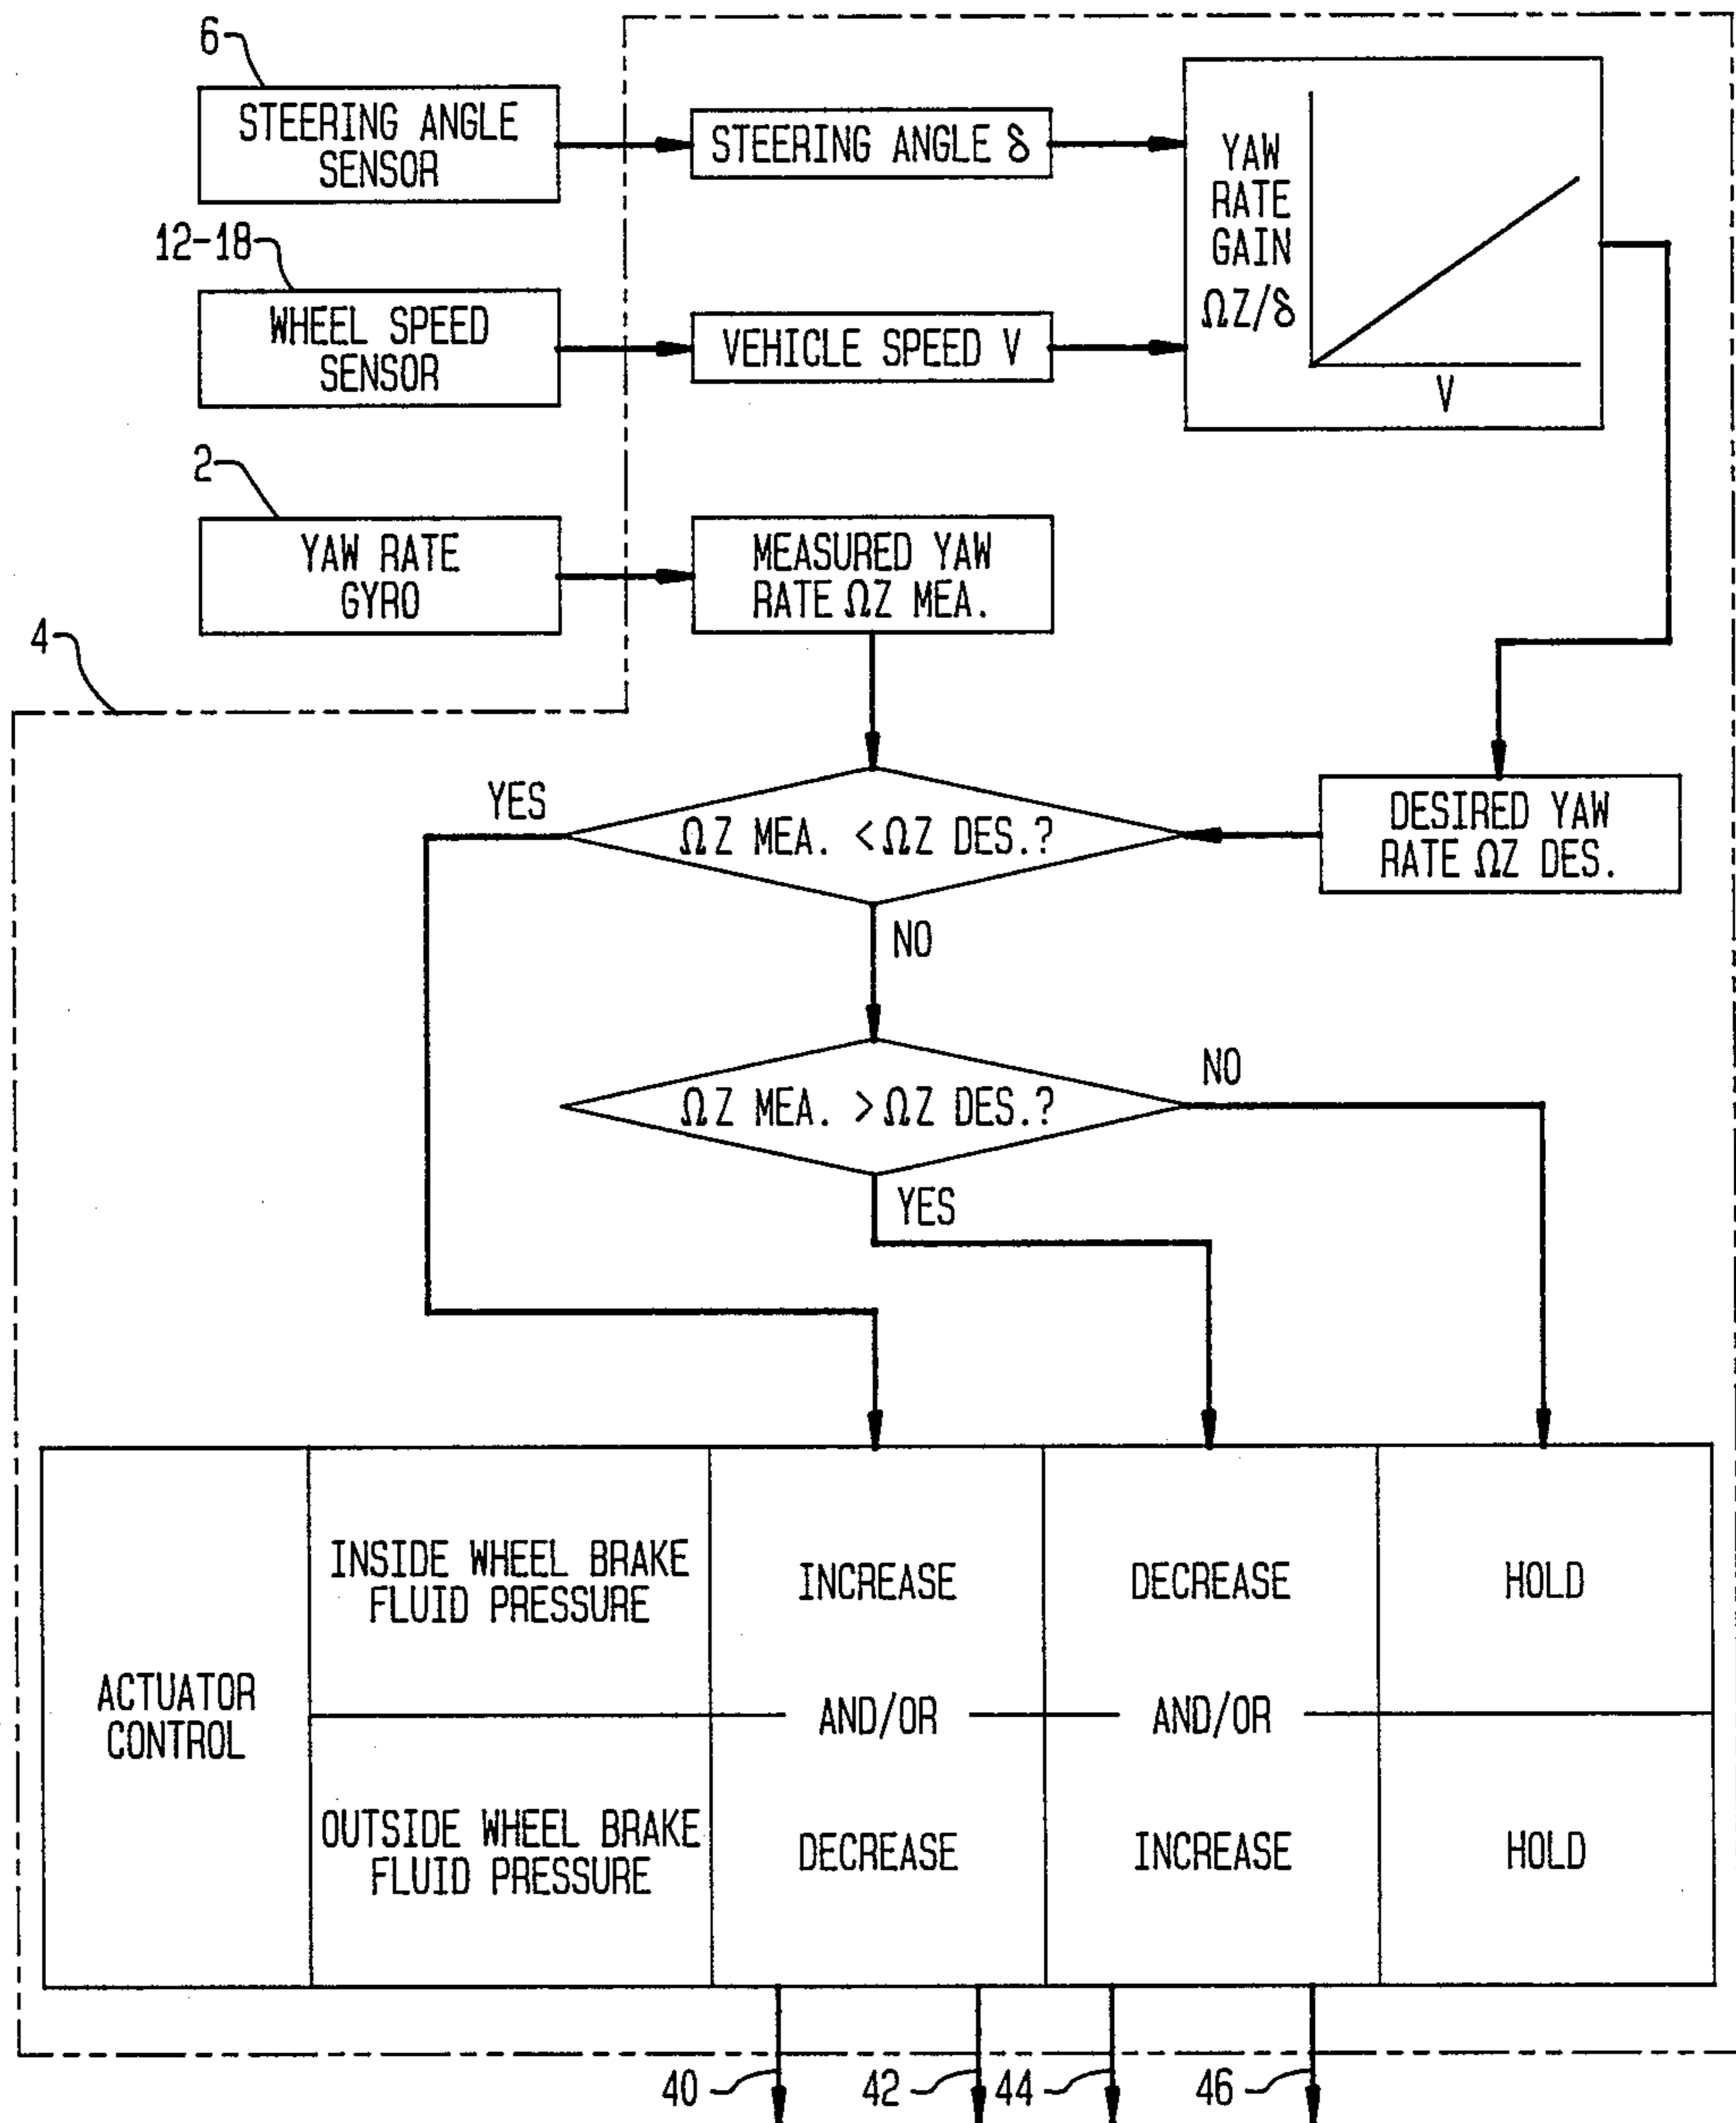 6
STEERING ANGLE
SENSOR
STEERING ANGLE δ
YAW
RATE
GAIN
ΩZ/δ
V
12-18
WHEEL SPEED
SENSOR
VEHICLE SPEED V
2
YAW RATE
GYRO
MEASURED YAW
RATE ΩZ MEA.
4
YES
ΩZ MEA. <ΩZ DES.?
DESIRED YAW
RATE ΩZ DES.
NO
ΩZ MEA. >ΩZ DES.?
NO
YES
ACTUATOR
CONTROL
INSIDE WHEEL BRAKE
FLUID PRESSURE
INCREASE
DECREASE
HOLD
AND/OR
AND/OR
OUTSIDE WHEEL BRAKE
FLUID PRESSURE
DECREASE
INCREASE
HOLD
40
42
44
46